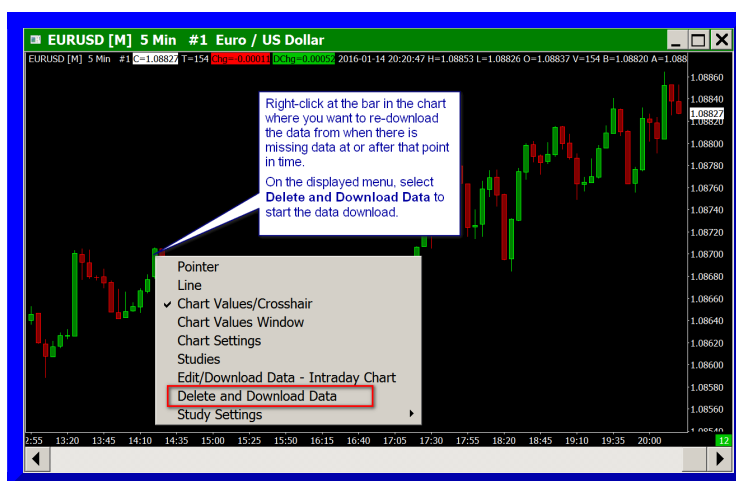 EURUSD [M]  5 Min  #1  Euro / US Dollar
EURUSD [M]  5 Min  #1 C=1.08827 T=154 Chg=-0.00011 DChg=0.00052 2016-01-14 20:20:47 H=1.08853 L=1.08826 O=1.08837 V=154 B=1.08820 A=1.088
Right-click at the bar in the chart
where you want to re-download
the data from when there is
missing data at or after that point
in time.
On the displayed menu, select
Delete and Download Data to
start the data download.
Pointer
Line
Chart Values/Crosshair
Chart Values Window
Chart Settings
Studies
Edit/Download Data - Intraday Chart
Delete and Download Data
Study Settings
1.08860
1.08840
1.08827
1.08820
1.08800
1.08780
1.08760
1.08740
1.08720
1.08700
1.08680
1.08660
1.08640
1.08620
1.08600
1.08580
1.08560
1.08540
2:55 13:20 13:45 14:10 14:35 15:00 15:25 15:50 16:15 16:40 17:05 17:30 17:55 18:20 18:45 19:10 19:35 20:00 12